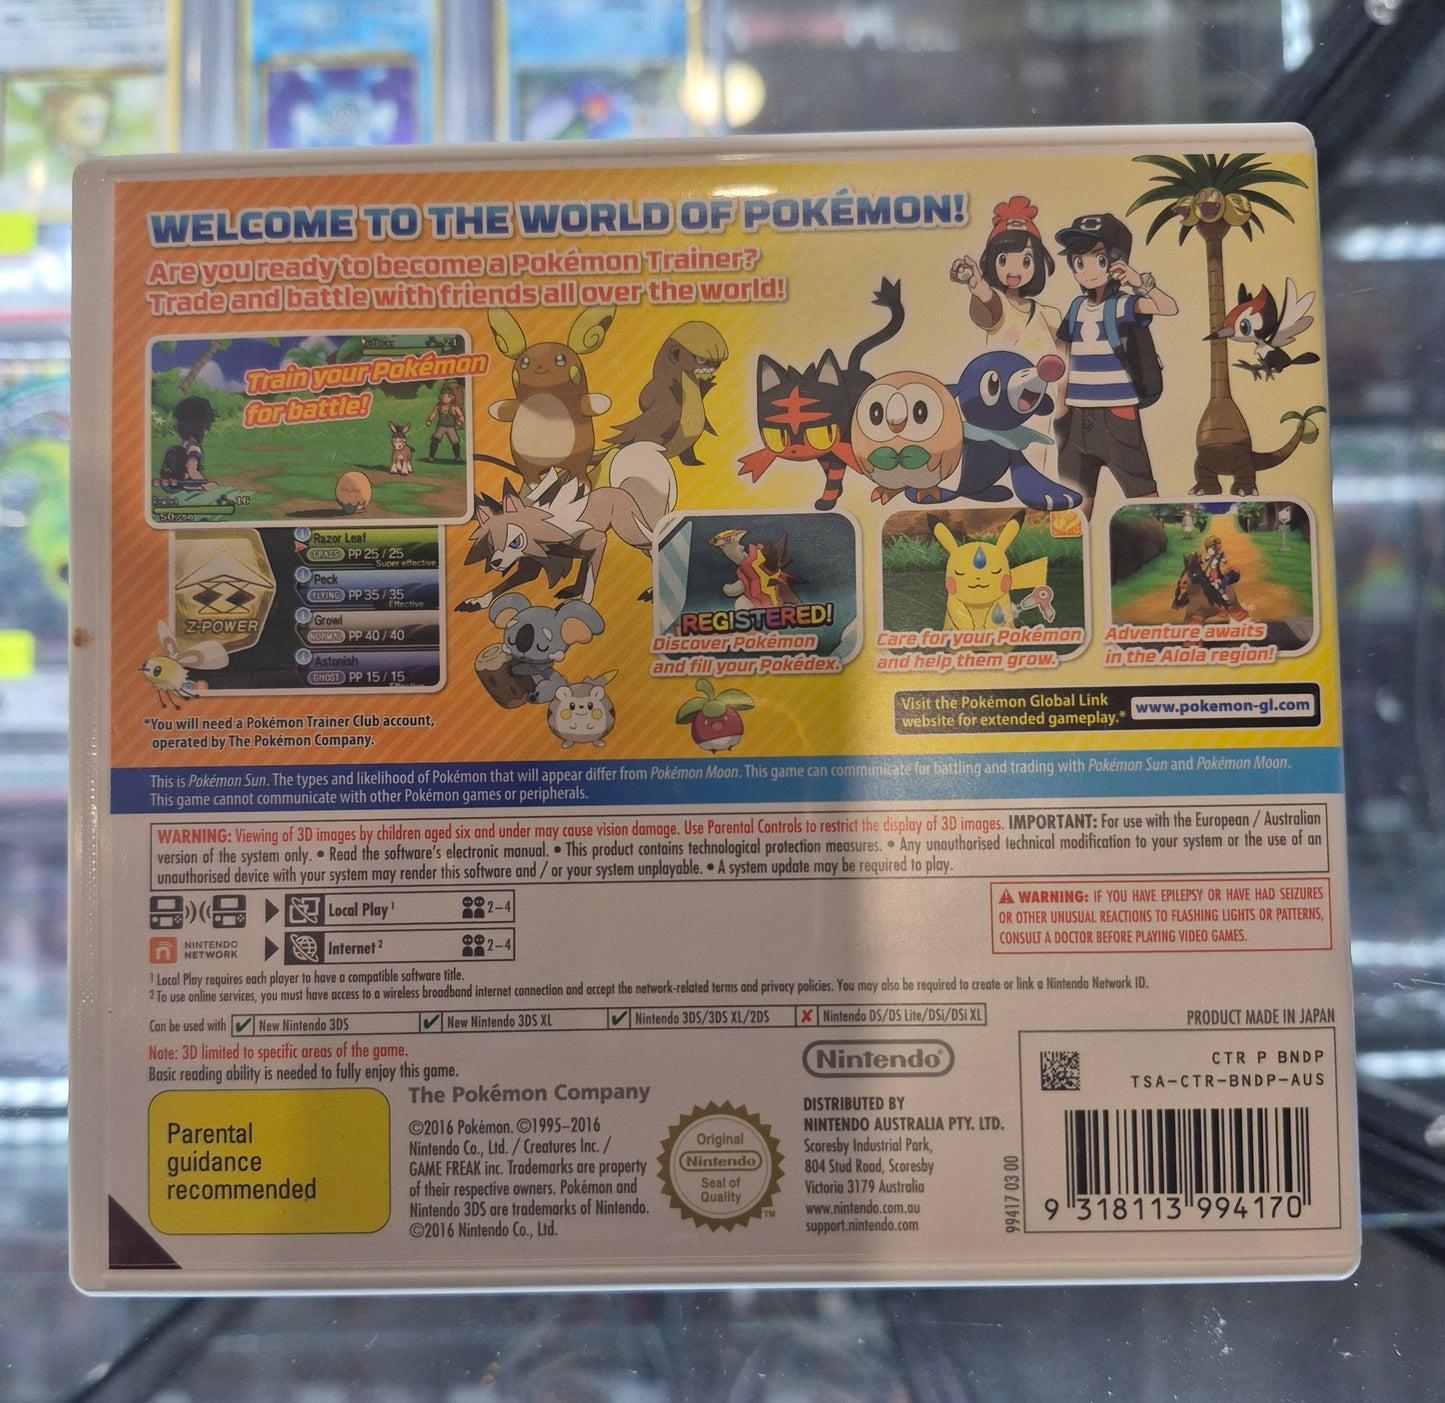 WELCOME TO THE WORLD OF POKÉMON!
Are you ready to become a Pokémon Trainer?
Trade and battle with friends all over the world!
21
Train your Pokémon
for battle!
Rowlet
16
50/50
Razor Leaf
GRASS PP 25 / 25
Super effective
Peck
FLYING PP 35 / 35
Effective
Growl
NORMAL PP 40 / 40
Astonish
GHOST PP 15 / 15
Effective
Z-POWER
REGISTERED!
Discover Pokémon
and fill your Pokédex.
Care for your Pokémon
and help them grow.
Adventure awaits
in the Alola region!
Visit the Pokémon Global Link
website for extended gameplay.*
www.pokemon-gl.com
*You will need a Pokémon Trainer Club account,
operated by The Pokémon Company.
This is Pokémon Sun. The types and likelihood of Pokémon that will appear differ from Pokémon Moon. This game can communicate for battling and trading with Pokémon Sun and Pokémon Moon.
This game cannot communicate with other Pokémon games or peripherals.
WARNING: Viewing of 3D images by children aged six and under may cause vision damage. Use Parental Controls to restrict the display of 3D images. IMPORTANT: For use with the European / Australian
version of the system only. • Read the software's electronic manual. • This product contains technological protection measures. • Any unauthorised technical modification to your system or the use of an
unauthorised device with your system may render this software and / or your system unplayable. • A system update may be required to play.
Local Play¹ 2–4
NINTENDO
NETWORK
Internet² 2–4
WARNING: IF YOU HAVE EPILEPSY OR HAVE HAD SEIZURES
OR OTHER UNUSUAL REACTIONS TO FLASHING LIGHTS OR PATTERNS,
CONSULT A DOCTOR BEFORE PLAYING VIDEO GAMES.
¹ Local Play requires each player to have a compatible software title.
² To use online services, you must have access to a wireless broadband internet connection and accept the network-related terms and privacy policies. You may also be required to create or link a Nintendo Network ID.
Can be used with ✔ New Nintendo 3DS ✔ New Nintendo 3DS XL ✔ Nintendo 3DS/3DS XL/2DS ✘ Nintendo DS/DS Lite/DSi/DSi XL
PRODUCT MADE IN JAPAN
Note: 3D limited to specific areas of the game.
Basic reading ability is needed to fully enjoy this game.
Parental
guidance
recommended
The Pokémon Company
©2016 Pokémon. ©1995–2016
Nintendo Co., Ltd. / Creatures Inc. /
GAME FREAK inc. Trademarks are property
of their respective owners. Pokémon and
Nintendo 3DS are trademarks of Nintendo.
©2016 Nintendo Co., Ltd.
Original
Nintendo
Seal of
Quality
TM
Nintendo®
DISTRIBUTED BY
NINTENDO AUSTRALIA PTY. LTD.
Scoresby Industrial Park,
804 Stud Road, Scoresby
Victoria 3179 Australia
www.nintendo.com.au
support.nintendo.com
CTR P BNDP
TSA–CTR–BNDP–AUS
99417 03 00
9 318113 994170